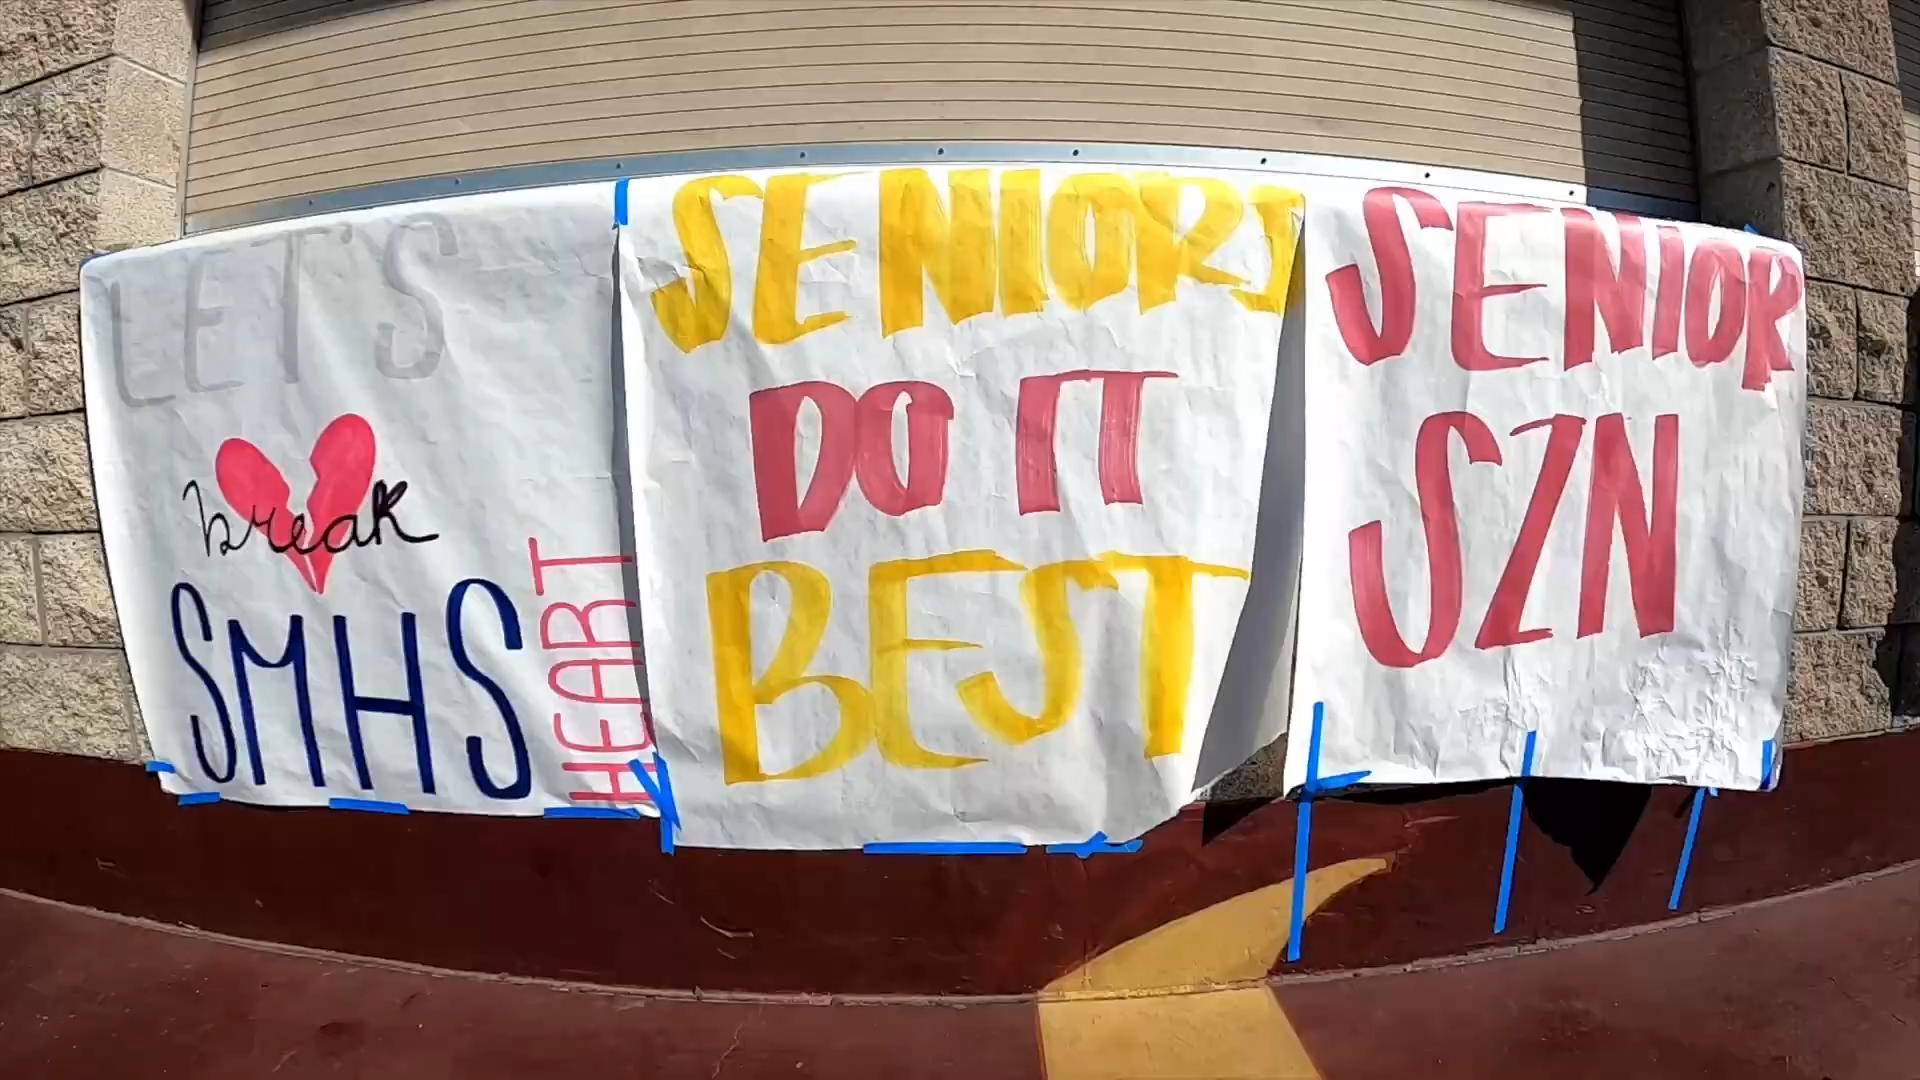 LET'S
break
SMHS
HEART
SENIORS
DO IT
BEST
SENIOR
SZN